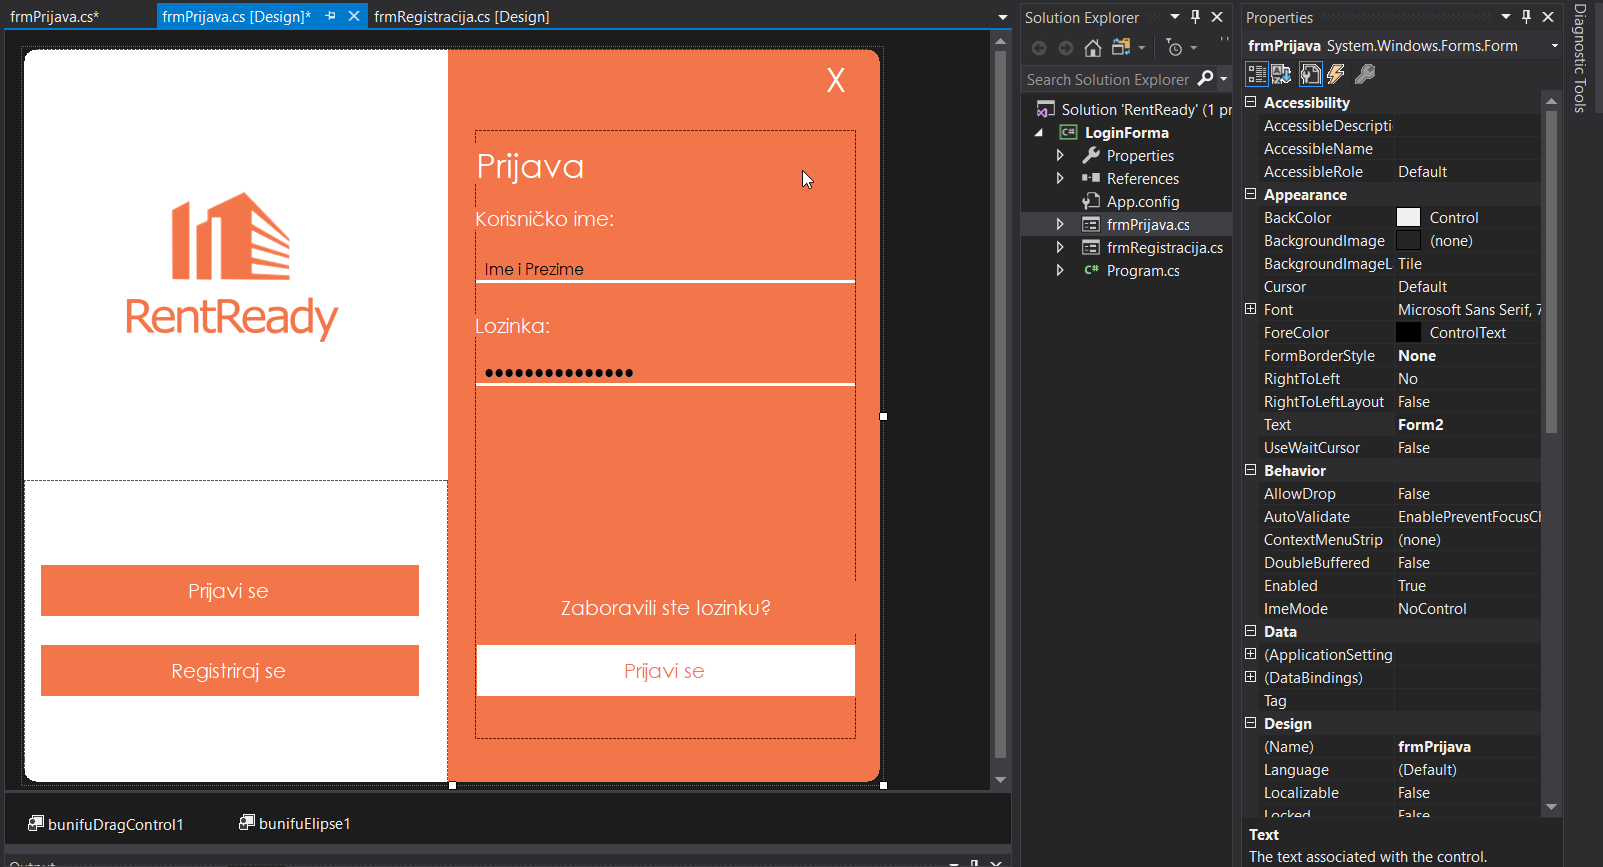 frmPrijava.cs*
frmPrijava.cs [Design]*
frmRegistracija.cs [Design]
X
RentReady
Prijavi se
Registriraj se
Prijava
Korisničko ime:
Ime i Prezime
Lozinka:
•••••••••••••••
Zaboravili ste lozinku?
Prijavi se
bunifuDragControl1
bunifuElipse1
Output
Solution Explorer
Search Solution Explorer
Solution 'RentReady' (1 pr
C# LoginForma
Properties
References
App.config
frmPrijava.cs
frmRegistracija.cs
C# Program.cs
Properties
frmPrijava System.Windows.Forms.Form
Accessibility
AccessibleDescripti
AccessibleName
AccessibleRole Default
Appearance
BackColor Control
BackgroundImage (none)
BackgroundImageL Tile
Cursor Default
Font Microsoft Sans Serif, 7
ForeColor ControlText
FormBorderStyle None
RightToLeft No
RightToLeftLayout False
Text Form2
UseWaitCursor False
Behavior
AllowDrop False
AutoValidate EnablePreventFocusCh
ContextMenuStrip (none)
DoubleBuffered False
Enabled True
ImeMode NoControl
Data
(ApplicationSetting
(DataBindings)
Tag
Design
(Name) frmPrijava
Language (Default)
Localizable False
Locked False
Text
The text associated with the control.
Diagnostic Tools